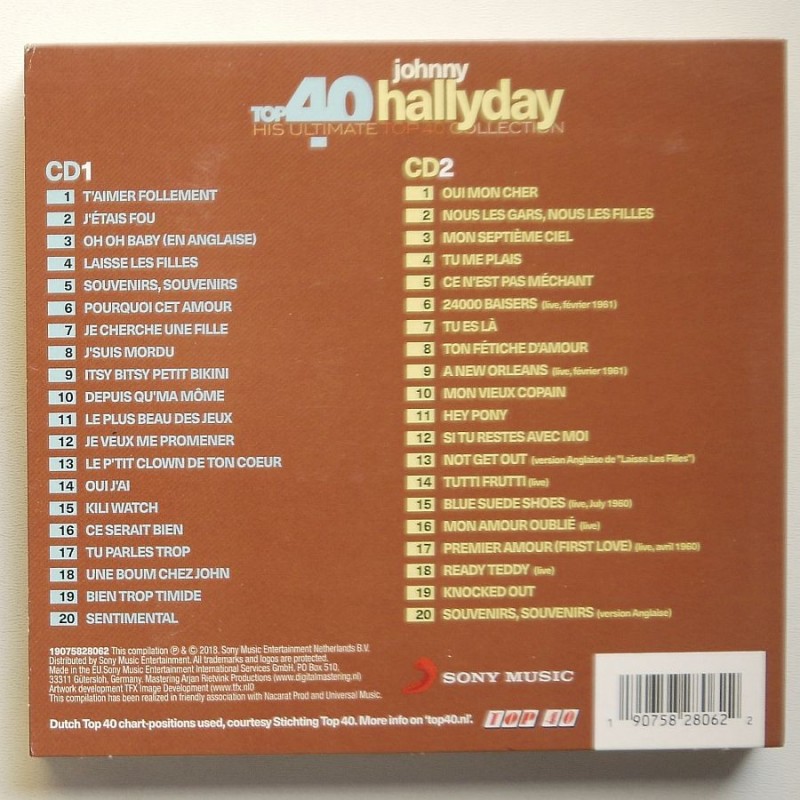 johnny
TOP 40 hallyday
HIS ULTIMATE TOP 40 COLLECTION
CD1
1 T'AIMER FOLLEMENT
2 J'ÉTAIS FOU
3 OH OH BABY (EN ANGLAISE)
4 LAISSE LES FILLES
5 SOUVENIRS, SOUVENIRS
6 POURQUOI CET AMOUR
7 JE CHERCHE UNE FILLE
8 J'SUIS MORDU
9 ITSY BITSY PETIT BIKINI
10 DEPUIS QU'MA MÔME
11 LE PLUS BEAU DES JEUX
12 JE VEUX ME PROMENER
13 LE P'TIT CLOWN DE TON COEUR
14 OUI J'AI
15 KILI WATCH
16 CE SERAIT BIEN
17 TU PARLES TROP
18 UNE BOUM CHEZ JOHN
19 BIEN TROP TIMIDE
20 SENTIMENTAL
CD2
1 OUI MON CHER
2 NOUS LES GARS, NOUS LES FILLES
3 MON SEPTIÈME CIEL
4 TU ME PLAIS
5 CE N'EST PAS MÉCHANT
6 24000 BAISERS (live, février 1961)
7 TU ES LÀ
8 TON FÉTICHE D'AMOUR
9 A NEW ORLEANS (live, février 1961)
10 MON VIEUX COPAIN
11 HEY PONY
12 SI TU RESTES AVEC MOI
13 NOT GET OUT (version Anglaise de "Laisse Les Filles")
14 TUTTI FRUTTI (live)
15 BLUE SUEDE SHOES (live, July 1960)
16 MON AMOUR OUBLIÉ (live)
17 PREMIER AMOUR (FIRST LOVE) (live, avril 1960)
18 READY TEDDY (live)
19 KNOCKED OUT
20 SOUVENIRS, SOUVENIRS (version Anglaise)
19075828062 This compilation ℗ & © 2018. Sony Music Entertainment Netherlands B.V.
Distributed by Sony Music Entertainment. All trademarks and logos are protected.
Made in the EU.Sony Music Entertainment International Services GmbH. PO Box 510,
33311 Gütersloh, Germany. Mastering Arjan Rietvink Productions (www.digitalmastering.nl)
Artwork development TFX Image Development (www.tfx.nl0
This compilation has been realized in friendly association with Nacarat Prod and Universal Music.
SONY MUSIC
Dutch Top 40 chart-positions used, courtesy Stichting Top 40. More info on 'top40.nl'.
TOP 40
1 90758 28062 2